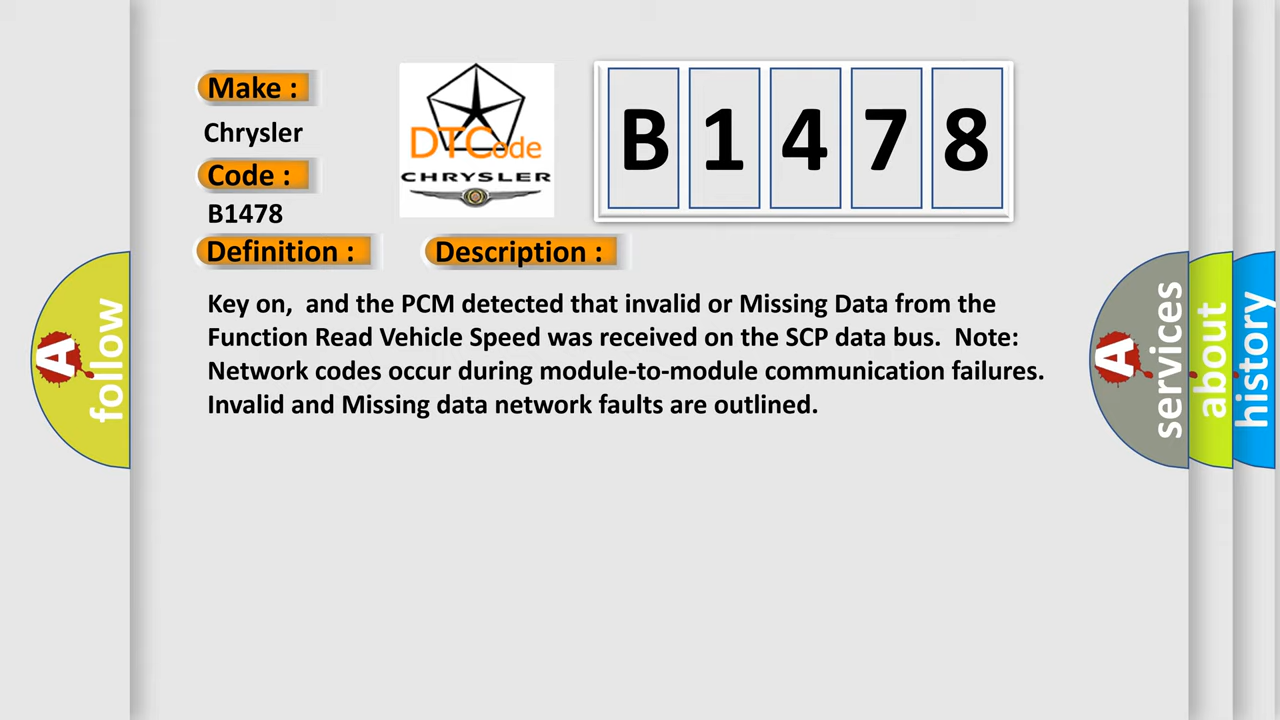 Make :
Chrysler
Code :
B1478
Definition :
Description :
DTCode
CHRYSLER
B 1 4 7 8
Key on,  and the PCM detected that invalid or Missing Data from the
Function Read Vehicle Speed was received on the SCP data bus  Note:
Network codes occur during module-to-module communication failures.
Invalid and Missing data network faults are outlined.
A follow
A services
about
history